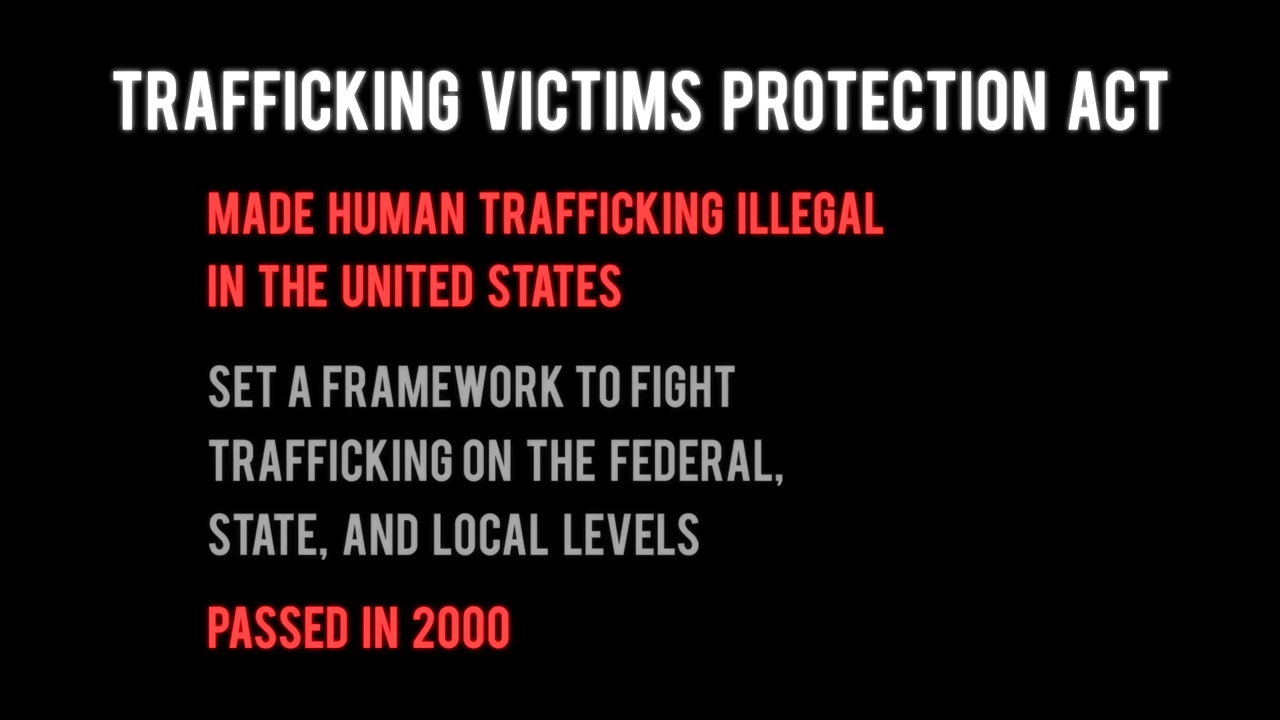 TRAFFICKING VICTIMS PROTECTION ACT
MADE HUMAN TRAFFICKING ILLEGAL
IN THE UNITED STATES
SET A FRAMEWORK TO FIGHT
TRAFFICKING ON THE FEDERAL,
STATE, AND LOCAL LEVELS
PASSED IN 2000